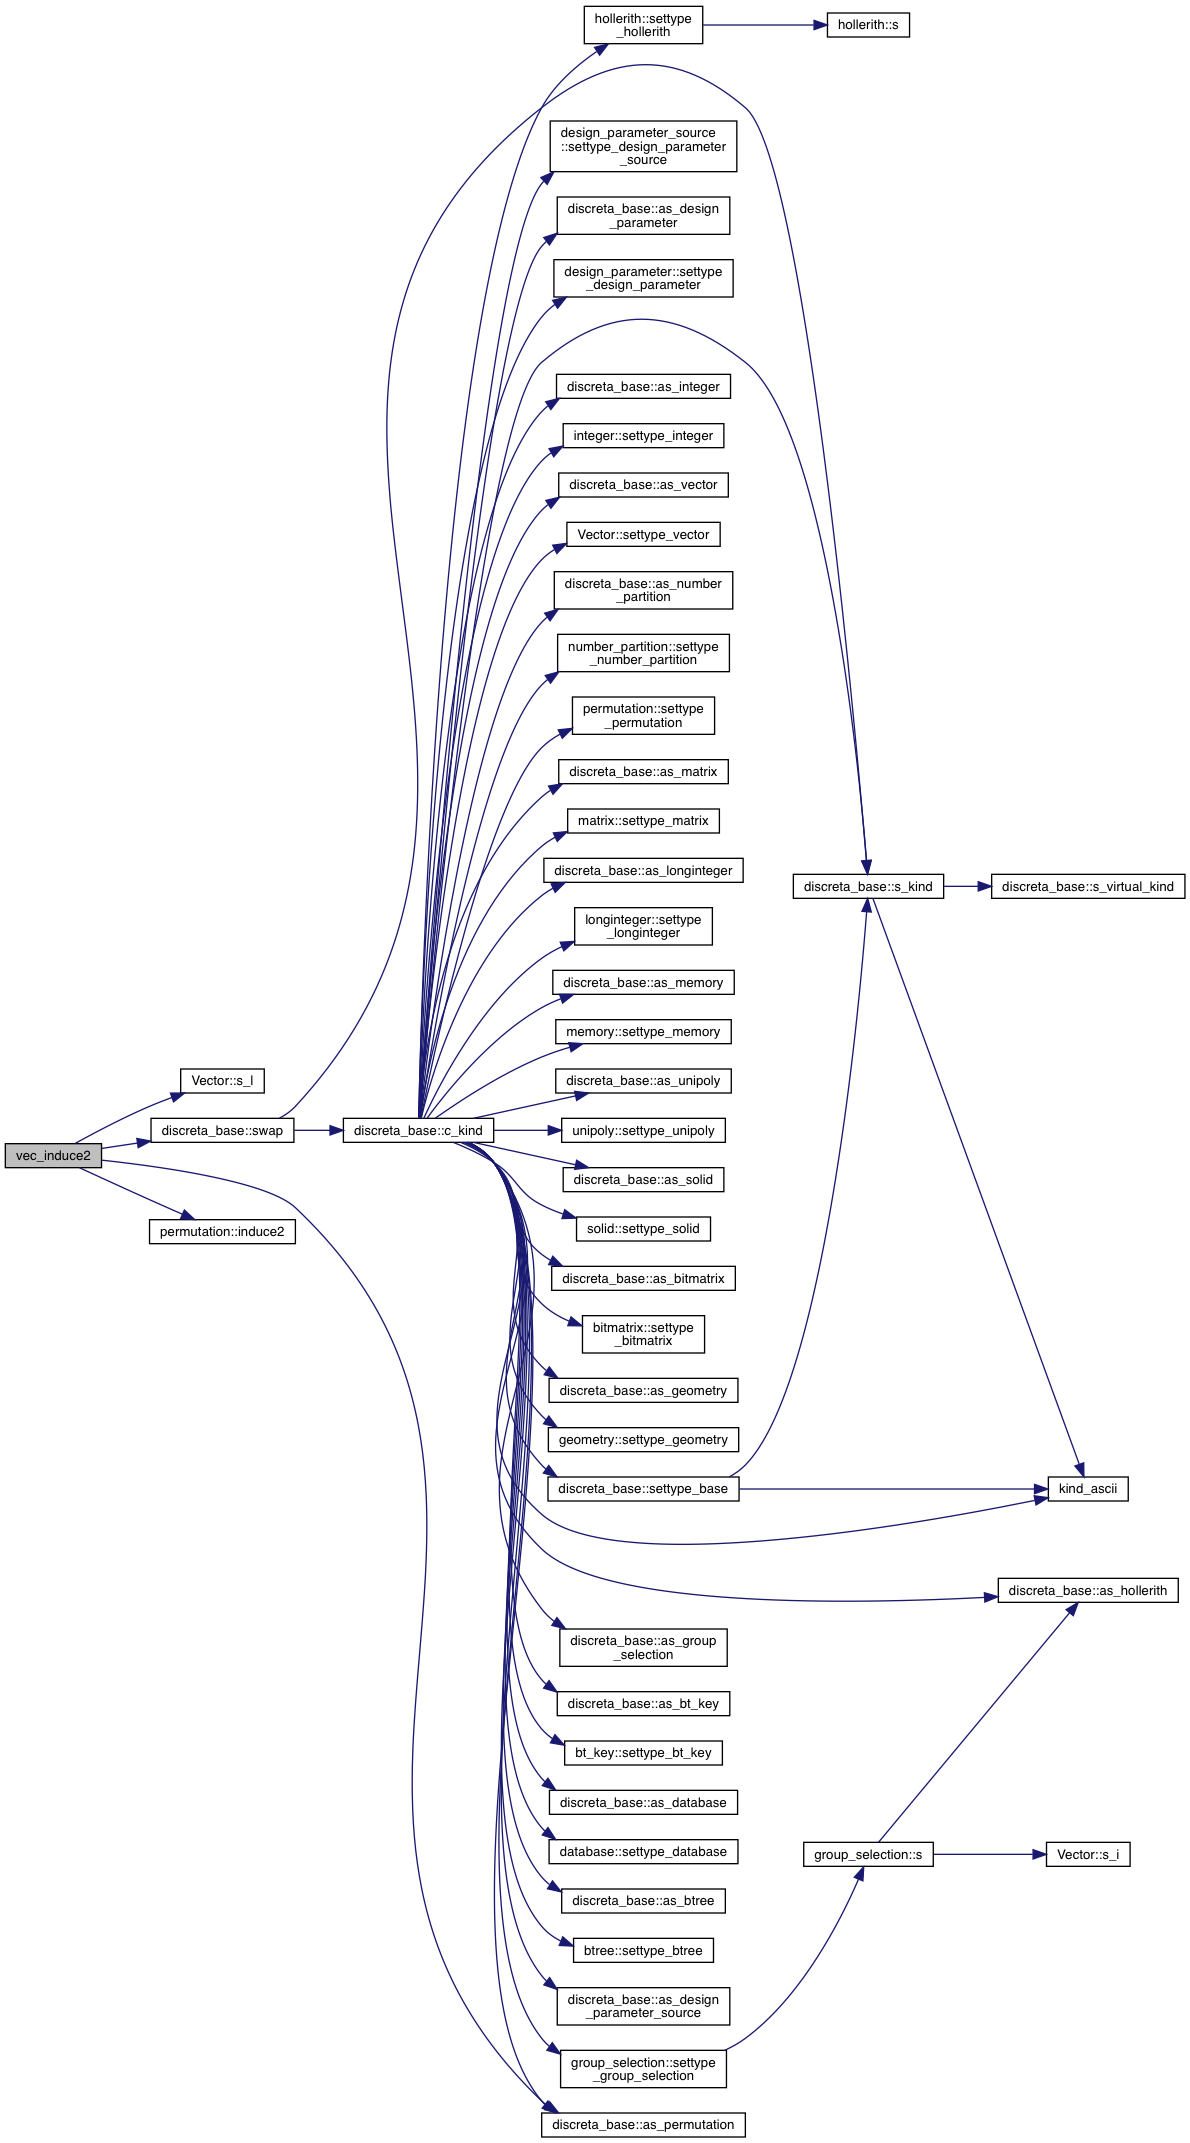 hollerith::settype
_hollerith
hollerith::s
design_parameter_source
::settype_design_parameter
_source
discreta_base::as_design
_parameter
design_parameter::settype
_design_parameter
discreta_base::as_integer
integer::settype_integer
discreta_base::as_vector
Vector::settype_vector
discreta_base::as_number
_partition
number_partition::settype
_number_partition
permutation::settype
_permutation
discreta_base::as_matrix
matrix::settype_matrix
discreta_base::as_longinteger
discreta_base::s_kind
discreta_base::s_virtual_kind
longinteger::settype
_longinteger
discreta_base::as_memory
memory::settype_memory
Vector::s_l
discreta_base::as_unipoly
discreta_base::swap
discreta_base::c_kind
unipoly::settype_unipoly
vec_induce2
discreta_base::as_solid
permutation::induce2
solid::settype_solid
discreta_base::as_bitmatrix
bitmatrix::settype
_bitmatrix
discreta_base::as_geometry
geometry::settype_geometry
discreta_base::settype_base
kind_ascii
discreta_base::as_hollerith
discreta_base::as_group
_selection
discreta_base::as_bt_key
bt_key::settype_bt_key
discreta_base::as_database
database::settype_database
group_selection::s
Vector::s_i
discreta_base::as_btree
btree::settype_btree
discreta_base::as_design
_parameter_source
group_selection::settype
_group_selection
discreta_base::as_permutation